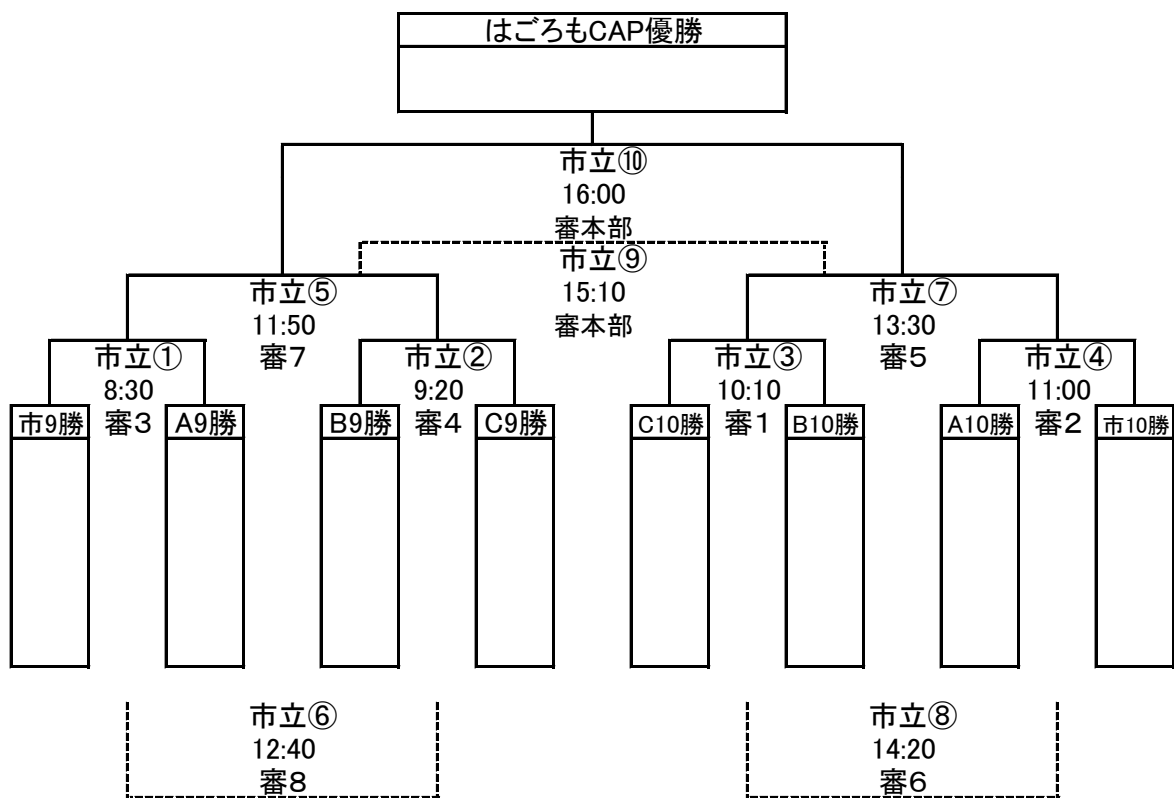 はごろもCAP優勝
市立⑩
16:00
審本部
市立⑨
15:10
審本部
市立⑤
11:50
審7
市立⑦
13:30
審5
市立①
8:30
審3
市立②
9:20
審4
市立③
10:10
審1
市立④
11:00
審2
市9勝
A9勝
B9勝
C9勝
C10勝
B10勝
A10勝
市10勝
市立⑥
12:40
審8
市立⑧
14:20
審6